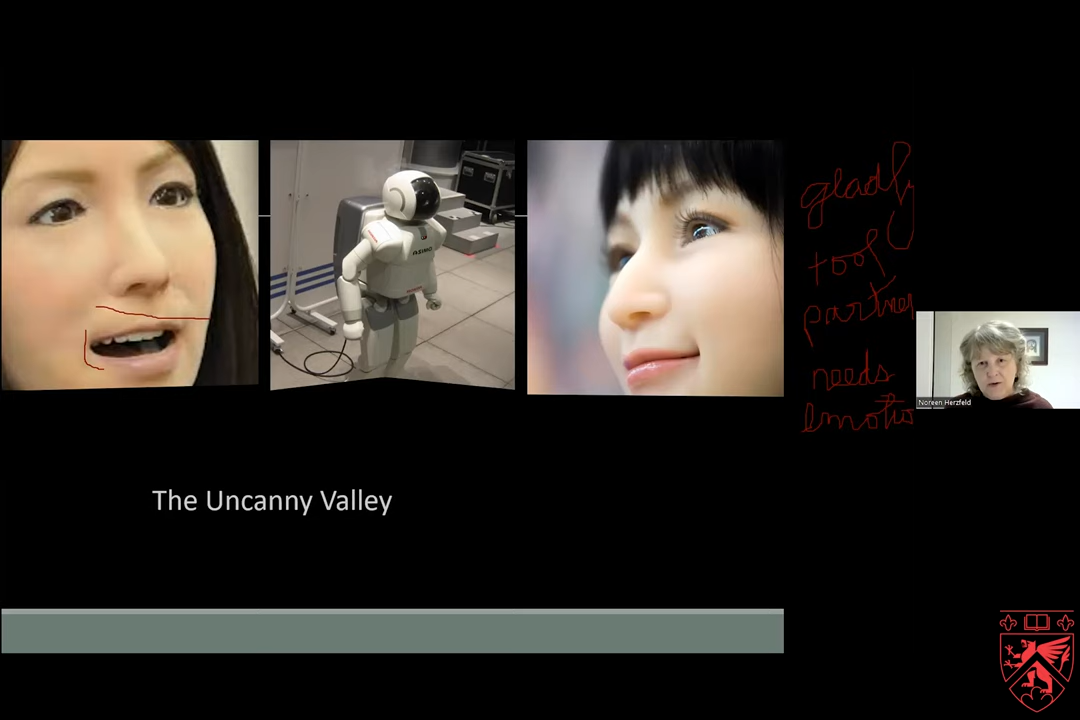 ASIMO
gladly
tool
partner
needs
Emotio
Noreen Herzfeld
The Uncanny Valley